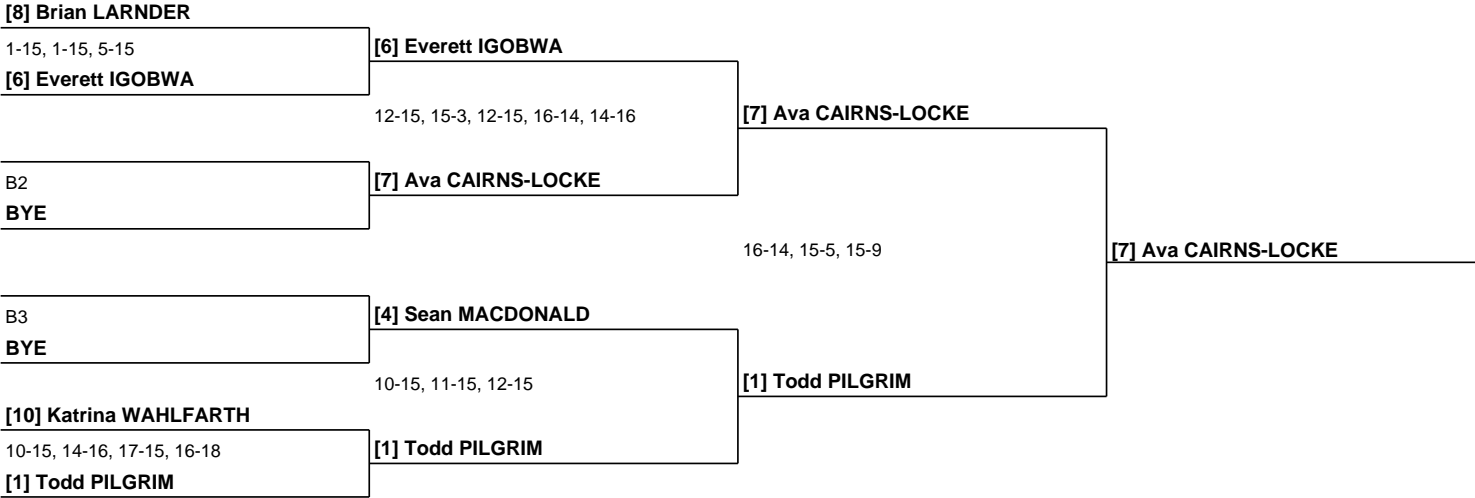 [8] Brian LARNDER
1-15, 1-15, 5-15
[6] Everett IGOBWA
B2
BYE
B3
BYE
[10] Katrina WAHLFARTH
10-15, 14-16, 17-15, 16-18
[1] Todd PILGRIM
[6] Everett IGOBWA
12-15, 15-3, 12-15, 16-14, 14-16
[7] Ava CAIRNS-LOCKE
[4] Sean MACDONALD
10-15, 11-15, 12-15
[1] Todd PILGRIM
[7] Ava CAIRNS-LOCKE
16-14, 15-5, 15-9
[1] Todd PILGRIM
[7] Ava CAIRNS-LOCKE